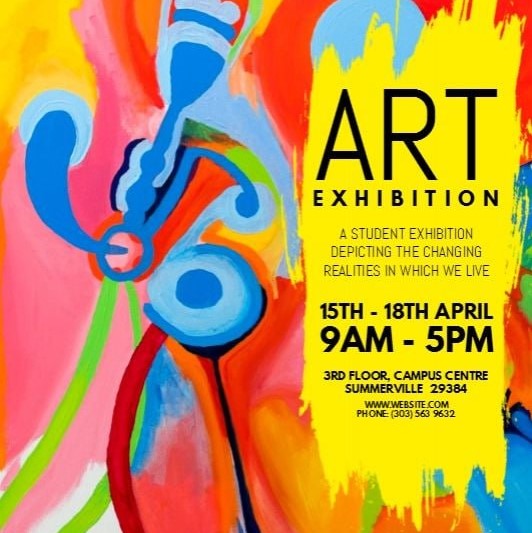 ART
EXHIBITION
A STUDENT EXHIBITION
DEPICTING THE CHANGING
REALITIES IN WHICH WE LIVE
15TH - 18TH APRIL
9AM - 5PM
3RD FLOOR, CAMPUS CENTRE
SUMMERVILLE 29384
WWW.WEBSITE.COM
PHONE: (303) 563 9632